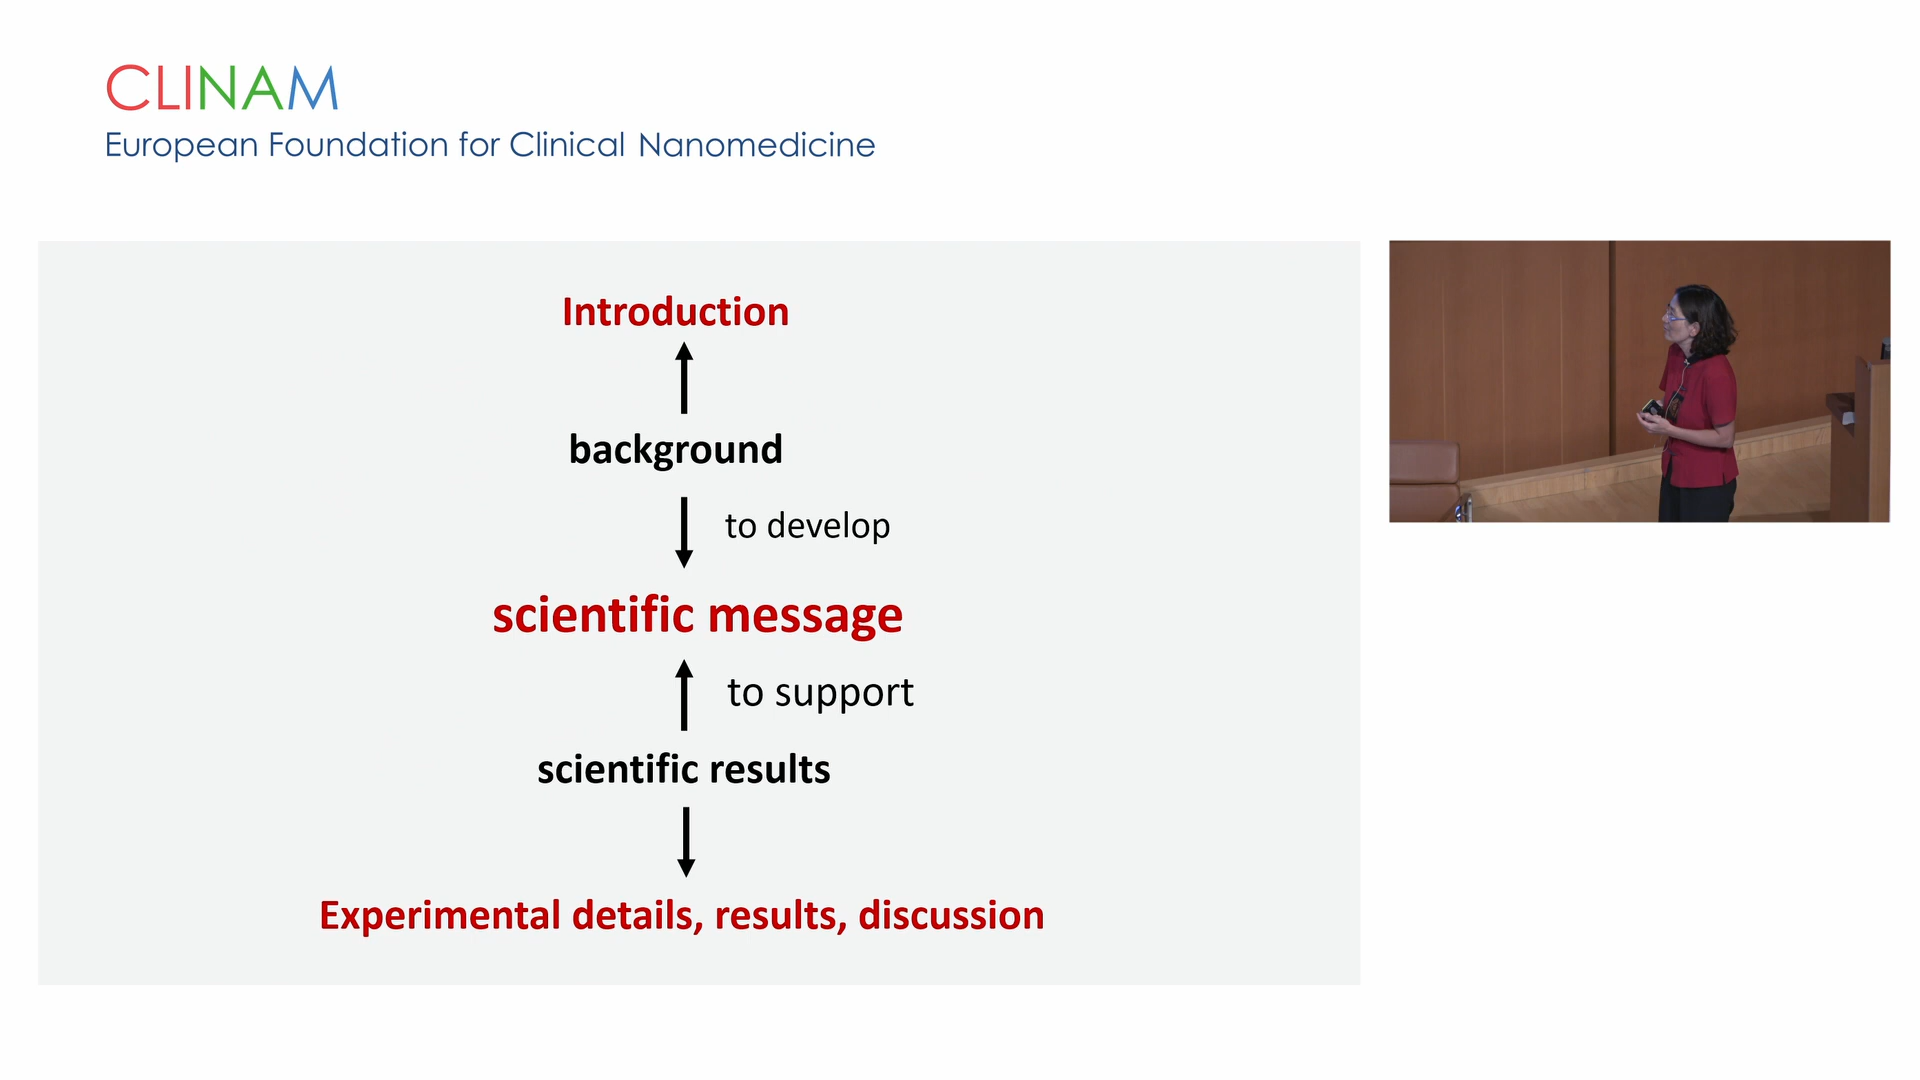 CLINAM
European Foundation for Clinical Nanomedicine
Introduction
background
to develop
scientific message
to support
scientific results
Experimental details, results, discussion